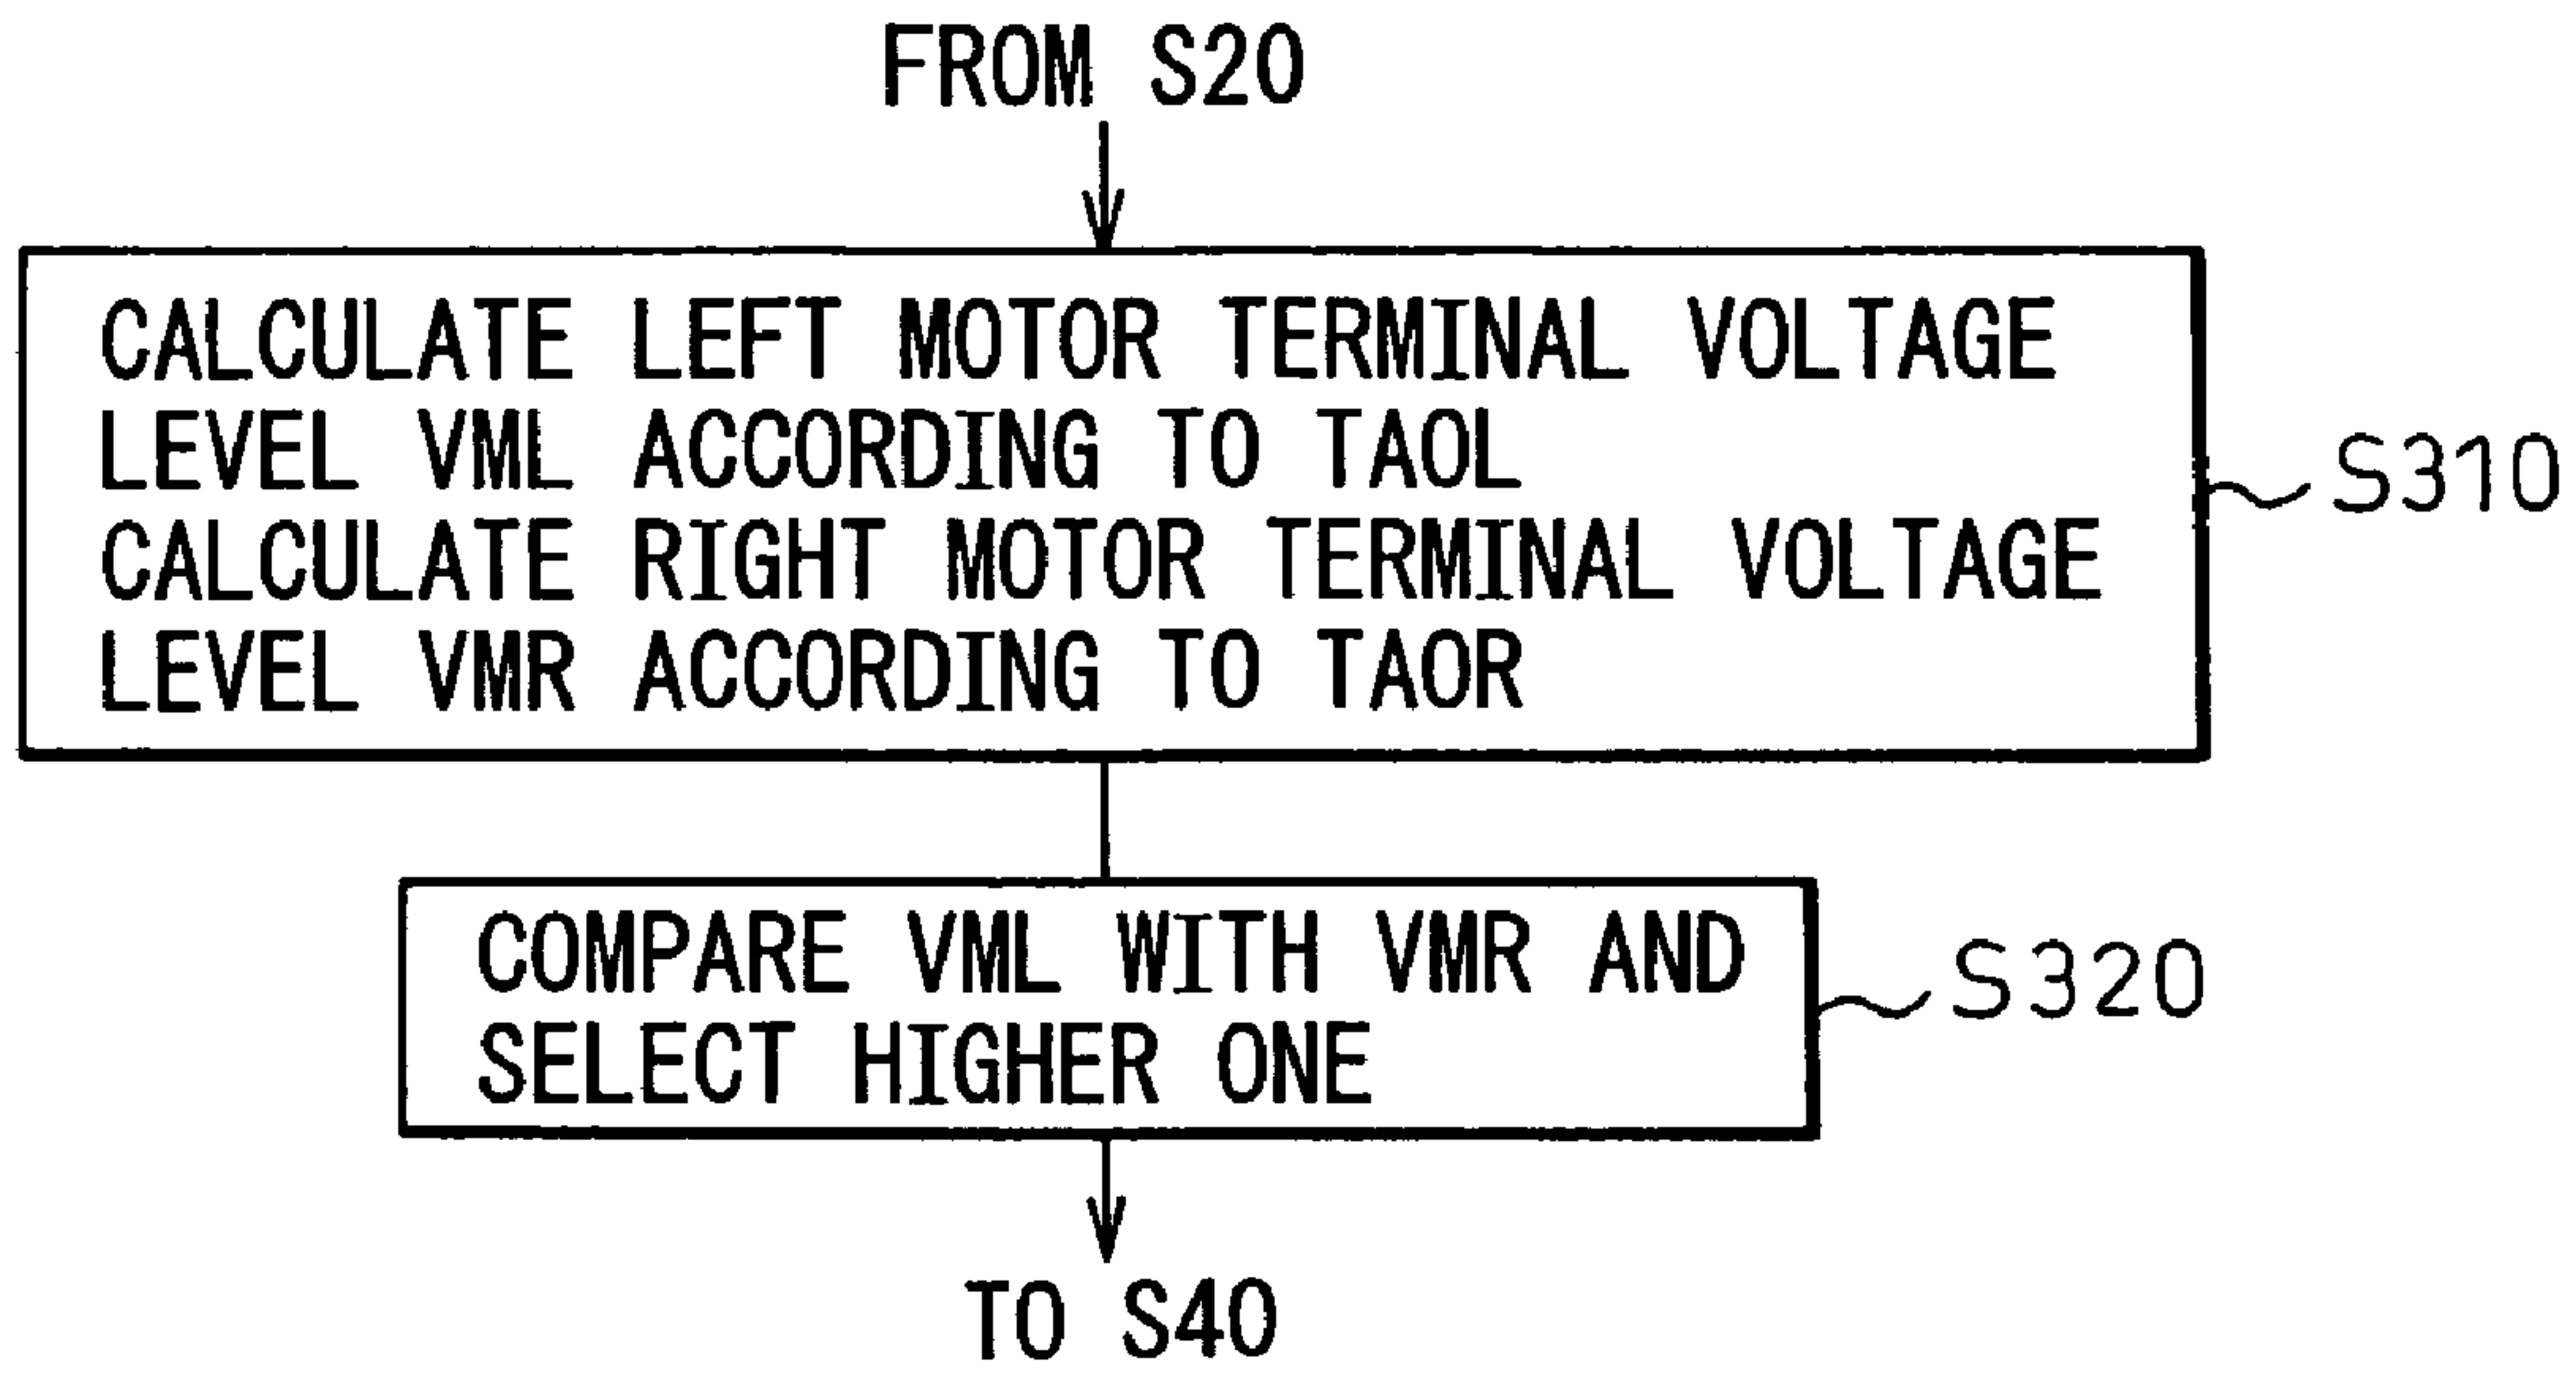 FROM S20
CALCULATE LEFT MOTOR TERMINAL VOLTAGE
LEVEL VML ACCORDING TO TAOL
CALCULATE RIGHT MOTOR TERMINAL VOLTAGE
LEVEL VMR ACCORDING TO TAOR
S310
COMPARE VML WITH VMR AND
SELECT HIGHER ONE
S320
TO S40